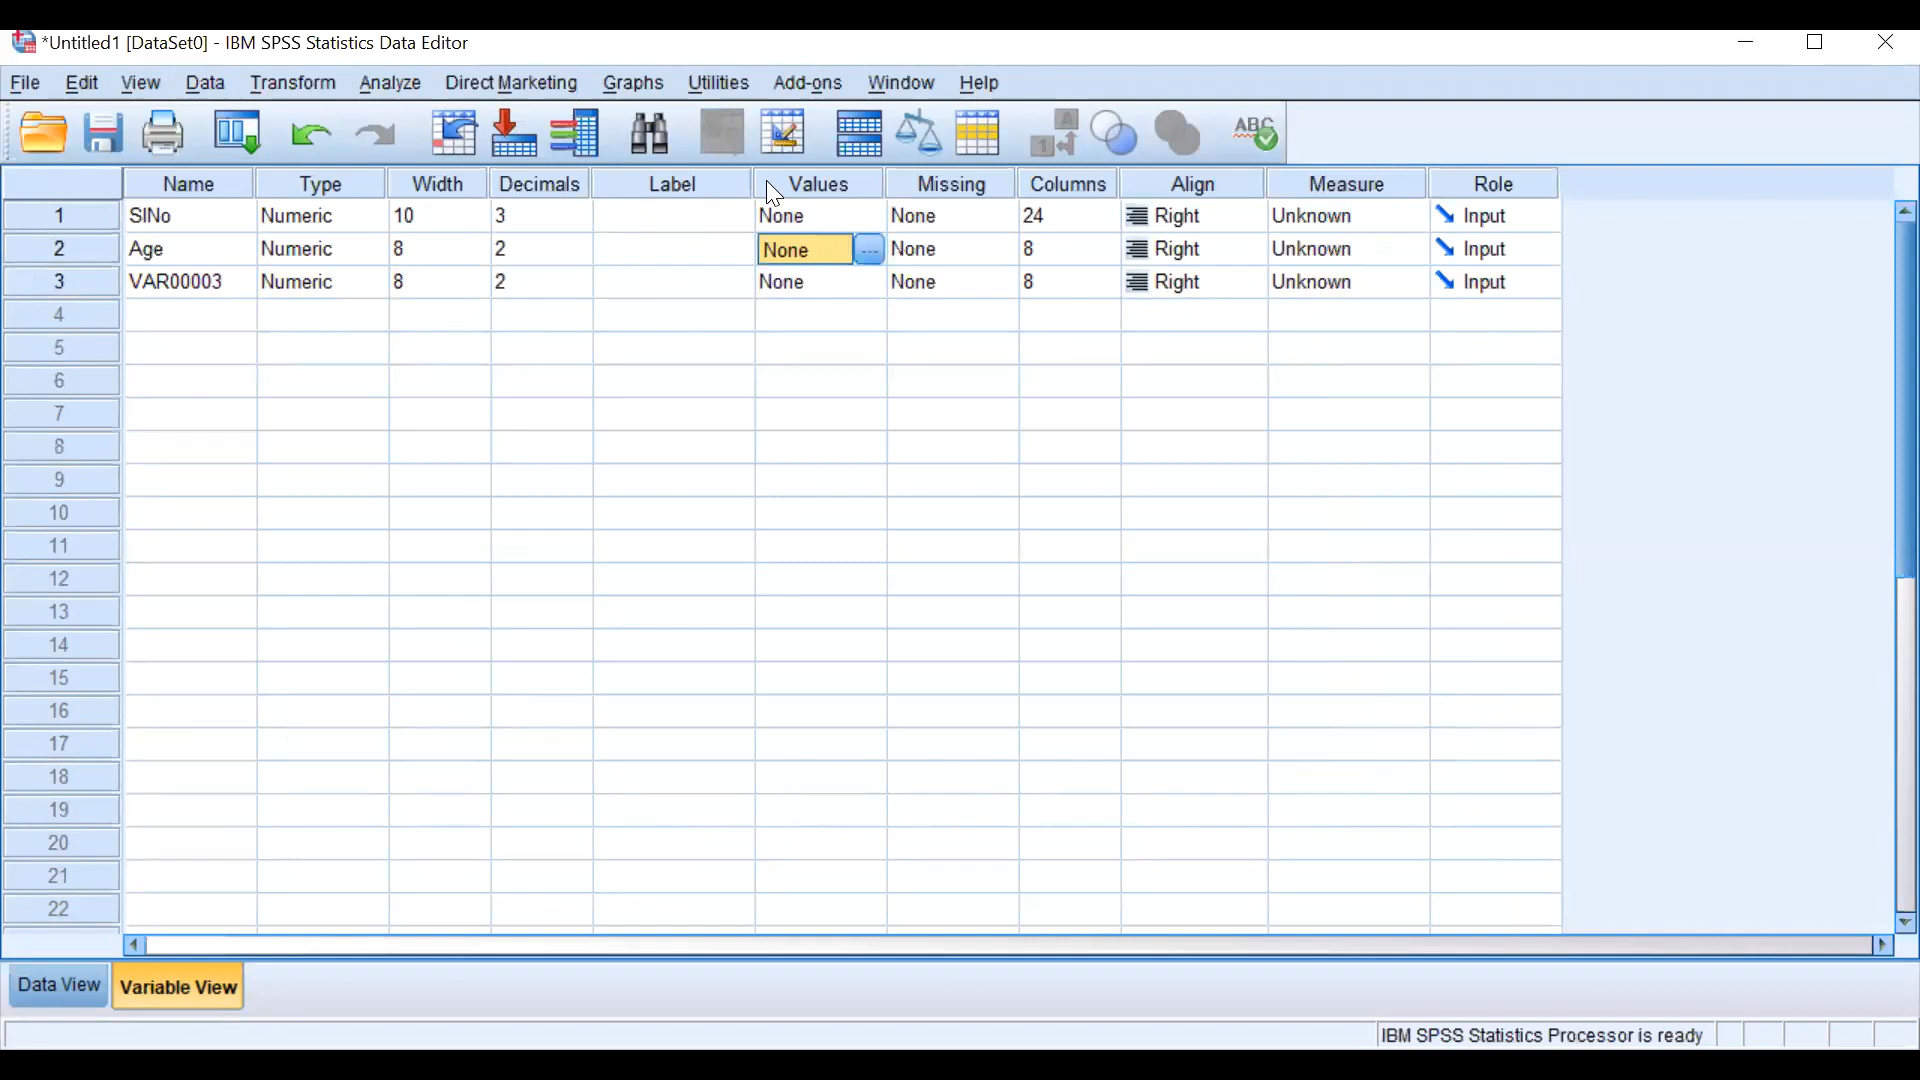 *Untitled1 [DataSet0] - IBM SPSS Statistics Data Editor
File Edit View Data Transform Analyze Direct Marketing Graphs Utilities Add-ons Window Help
A
1
ABC
Name Type Width Decimals Label Values Missing Columns Align Measure Role
1 SlNo Numeric 10 3 None None 24 Right Unknown Input
2 Age Numeric 8 2 None ... None 8 Right Unknown Input
3 VAR00003 Numeric 8 2 None None 8 Right Unknown Input
4
5
6
7
8
9
10
11
12
13
14
15
16
17
18
19
20
21
22
Data View Variable View
IBM SPSS Statistics Processor is ready